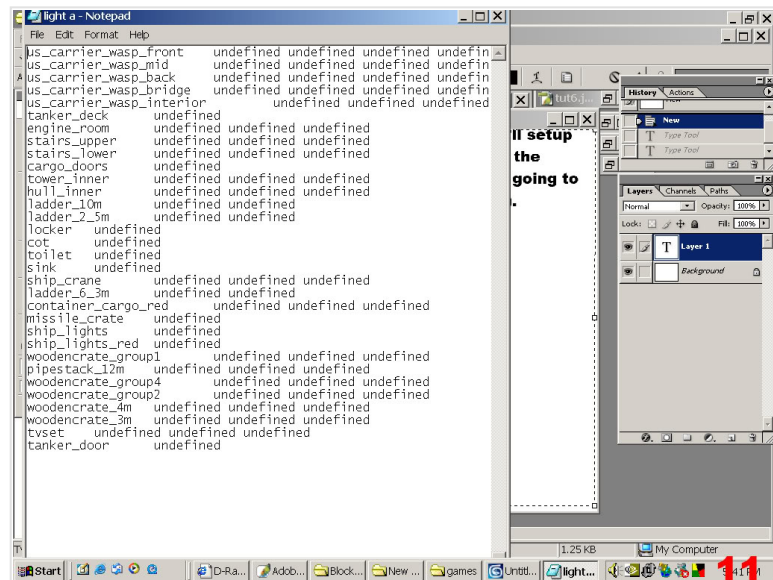 light a - Notepad
File Edit Format Help
us_carrier_wasp_front undefined undefined undefined undefin
us_carrier_wasp_mid undefined undefined undefined undefin
us_carrier_wasp_back undefined undefined undefined undefin
us_carrier_wasp_bridge undefined undefined undefined undefin
us_carrier_wasp_interior undefined undefined undefined
tanker_deck undefined
engine_room undefined undefined undefined
stairs_upper undefined undefined undefined
stairs_lower undefined undefined undefined
cargo_doors undefined
tower_inner undefined undefined undefined
hull_inner undefined undefined undefined
ladder_10m undefined undefined
ladder_2_5m undefined undefined
locker undefined
cot undefined
toilet undefined
sink undefined
ship_crane undefined undefined undefined
ladder_6_3m undefined undefined
container_cargo_red undefined undefined undefined
missile_crate undefined
ship_lights undefined
ship_lights_red undefined
woodencrate_group1 undefined undefined undefined
pipestack_12m undefined undefined
woodencrate_group4 undefined undefined
woodencrate_group2 undefined undefined
woodencrate_4m undefined undefined undefined
woodencrate_3m undefined undefined undefined
tvset undefined undefined undefined
tanker_door undefined
tut6.j...
setup
the
going to
History Actions
New
New
Type Tool
Type Tool
Layers Channels Paths
Normal Opacity: 100%
Lock: Fill: 100%
T Layer 1
Background
1.25 KB My Computer
Start D-Ra... Adob... Block... New ... games Untitl... light... :41 PM
11